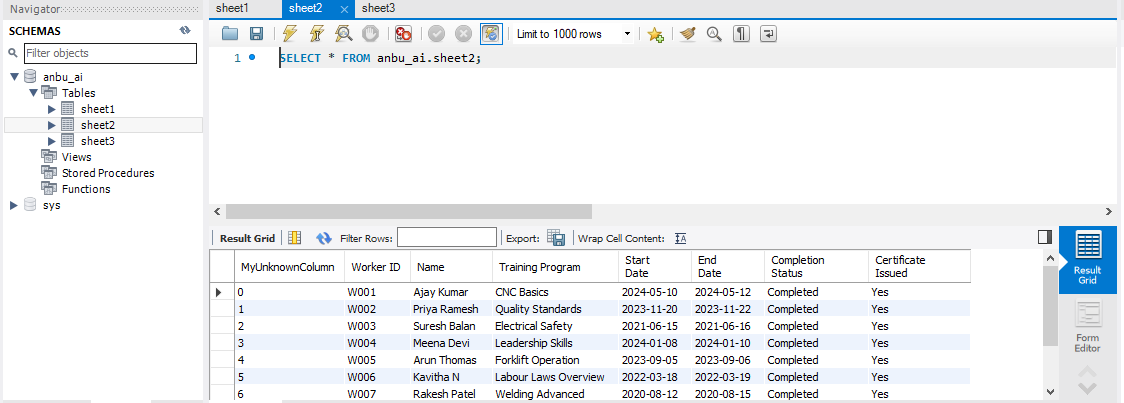 Navigator
SCHEMAS
Filter objects
anbu_ai
Tables
sheet1
sheet2
sheet3
Views
Stored Procedures
Functions
sys
sheet1 sheet2 sheet3
Limit to 1000 rows
1 SELECT * FROM anbu_ai.sheet2;
Result Grid Filter Rows: Export: Wrap Cell Content:
MyUnknownColumn Worker ID Name Training Program Start Date End Date Completion Status Certificate Issued
0 W001 Ajay Kumar CNC Basics 2024-05-10 2024-05-12 Completed Yes
1 W002 Priya Ramesh Quality Standards 2023-11-20 2023-11-22 Completed Yes
2 W003 Suresh Balan Electrical Safety 2021-06-15 2021-06-16 Completed Yes
3 W004 Meena Devi Leadership Skills 2024-01-08 2024-01-10 Completed Yes
4 W005 Arun Thomas Forklift Operation 2023-09-05 2023-09-06 Completed Yes
5 W006 Kavitha N Labour Laws Overview 2022-03-18 2022-03-19 Completed Yes
6 W007 Rakesh Patel Welding Advanced 2020-08-12 2020-08-15 Completed Yes
Result
Grid
Form
Editor